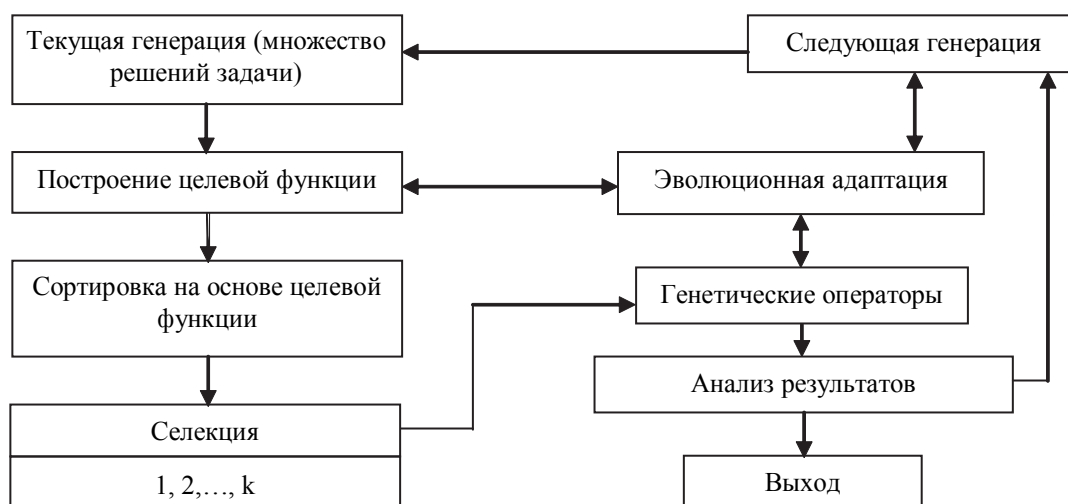 Текущая генерация (множество
решений задачи)
Следующая генерация
Построение целевой функции
Эволюционная адаптация
Сортировка на основе целевой
функции
Генетические операторы
Анализ результатов
Селекция
1, 2,…, k
Выход